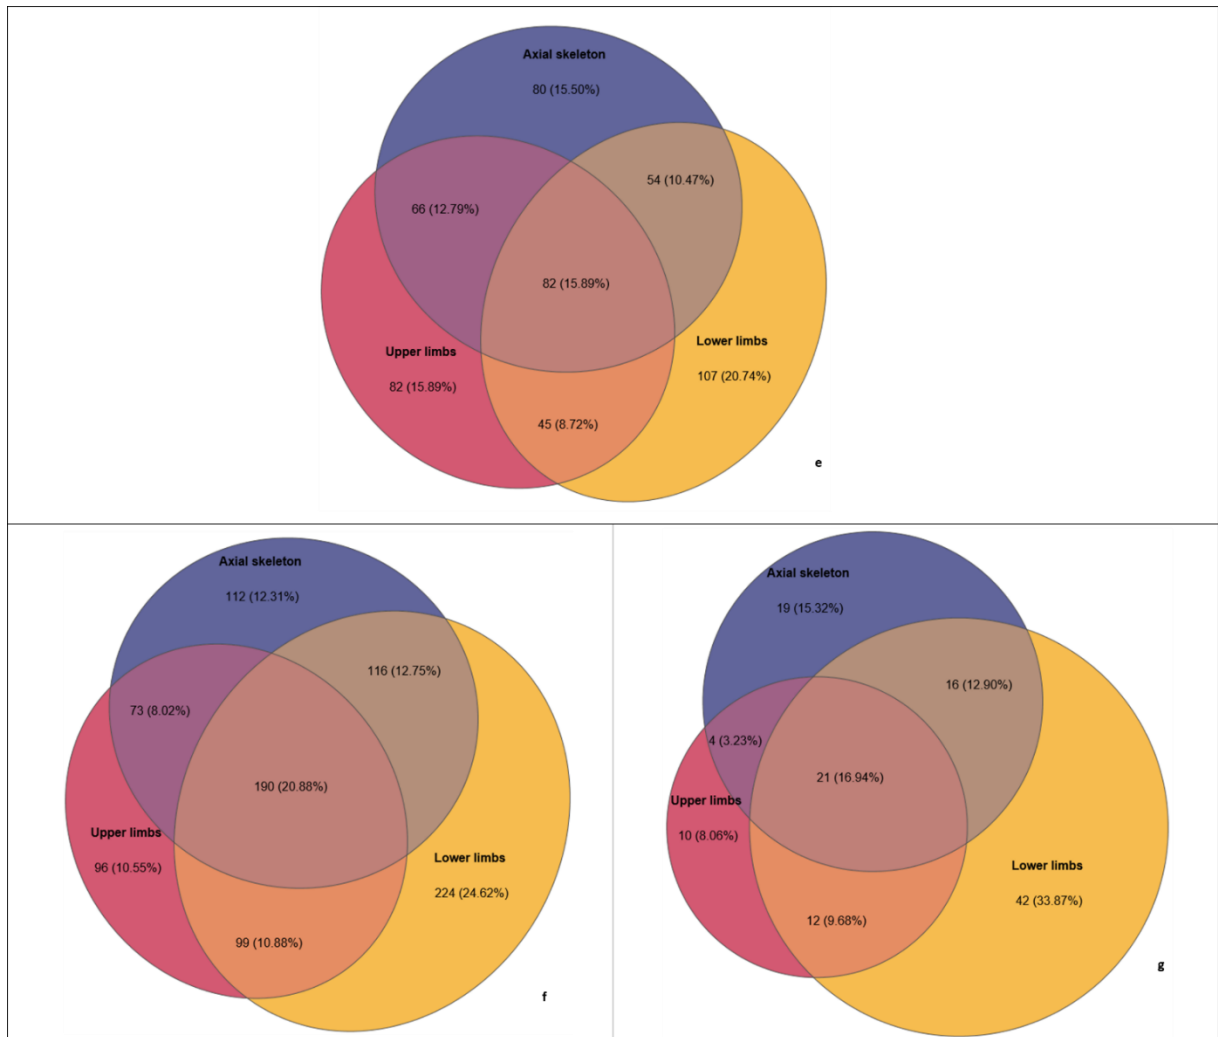 Axial skeleton
80 (15.50%)
54 (10.47%)
66 (12.79%)
82 (15.89%)
Lower limbs
Upper limbs
107 (20.74%)
82 (15.89%)
45 (8.72%)
e
Axial skeleton
112 (12.31%)
116 (12.75%)
73 (8.02%)
190 (20.88%)
Upper limbs
96 (10.55%)
Lower limbs
224 (24.62%)
99 (10.88%)
f
Axial skeleton
19 (15.32%)
16 (12.90%)
4 (3.23%)
21 (16.94%)
Upper limbs
10 (8.06%)
Lower limbs
42 (33.87%)
12 (9.68%)
g